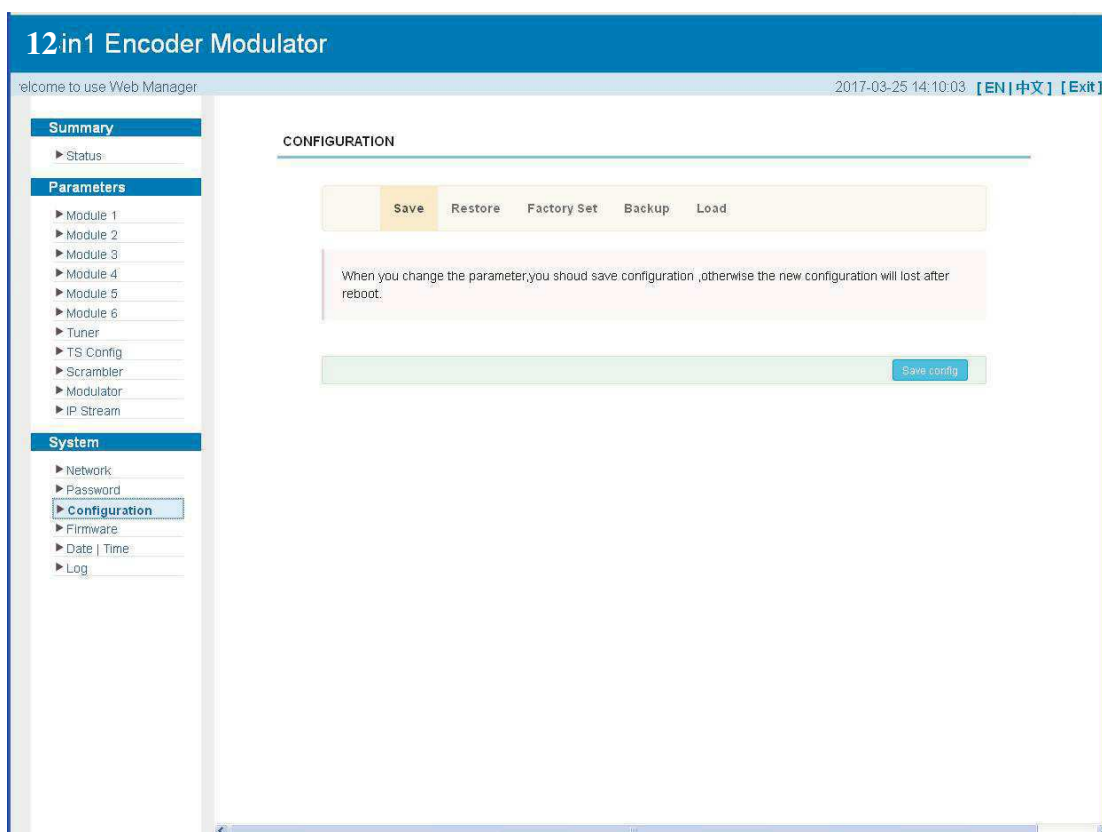 12 in1 Encoder Modulator
elcome to use Web Manager
2017-03-25 14:10:03 [ EN | 中文 ] [ Exit ]
Summary
Status
Parameters
Module 1
Module 2
Module 3
Module 4
Module 5
Module 6
Tuner
TS Config
Scrambler
Modulator
IP Stream
System
Network
Password
Configuration
Firmware
Date | Time
Log
CONFIGURATION
Save Restore Factory Set Backup Load
When you change the parameter,you shoud save configuration ,otherwise the new configuration will lost after
reboot.
Save config